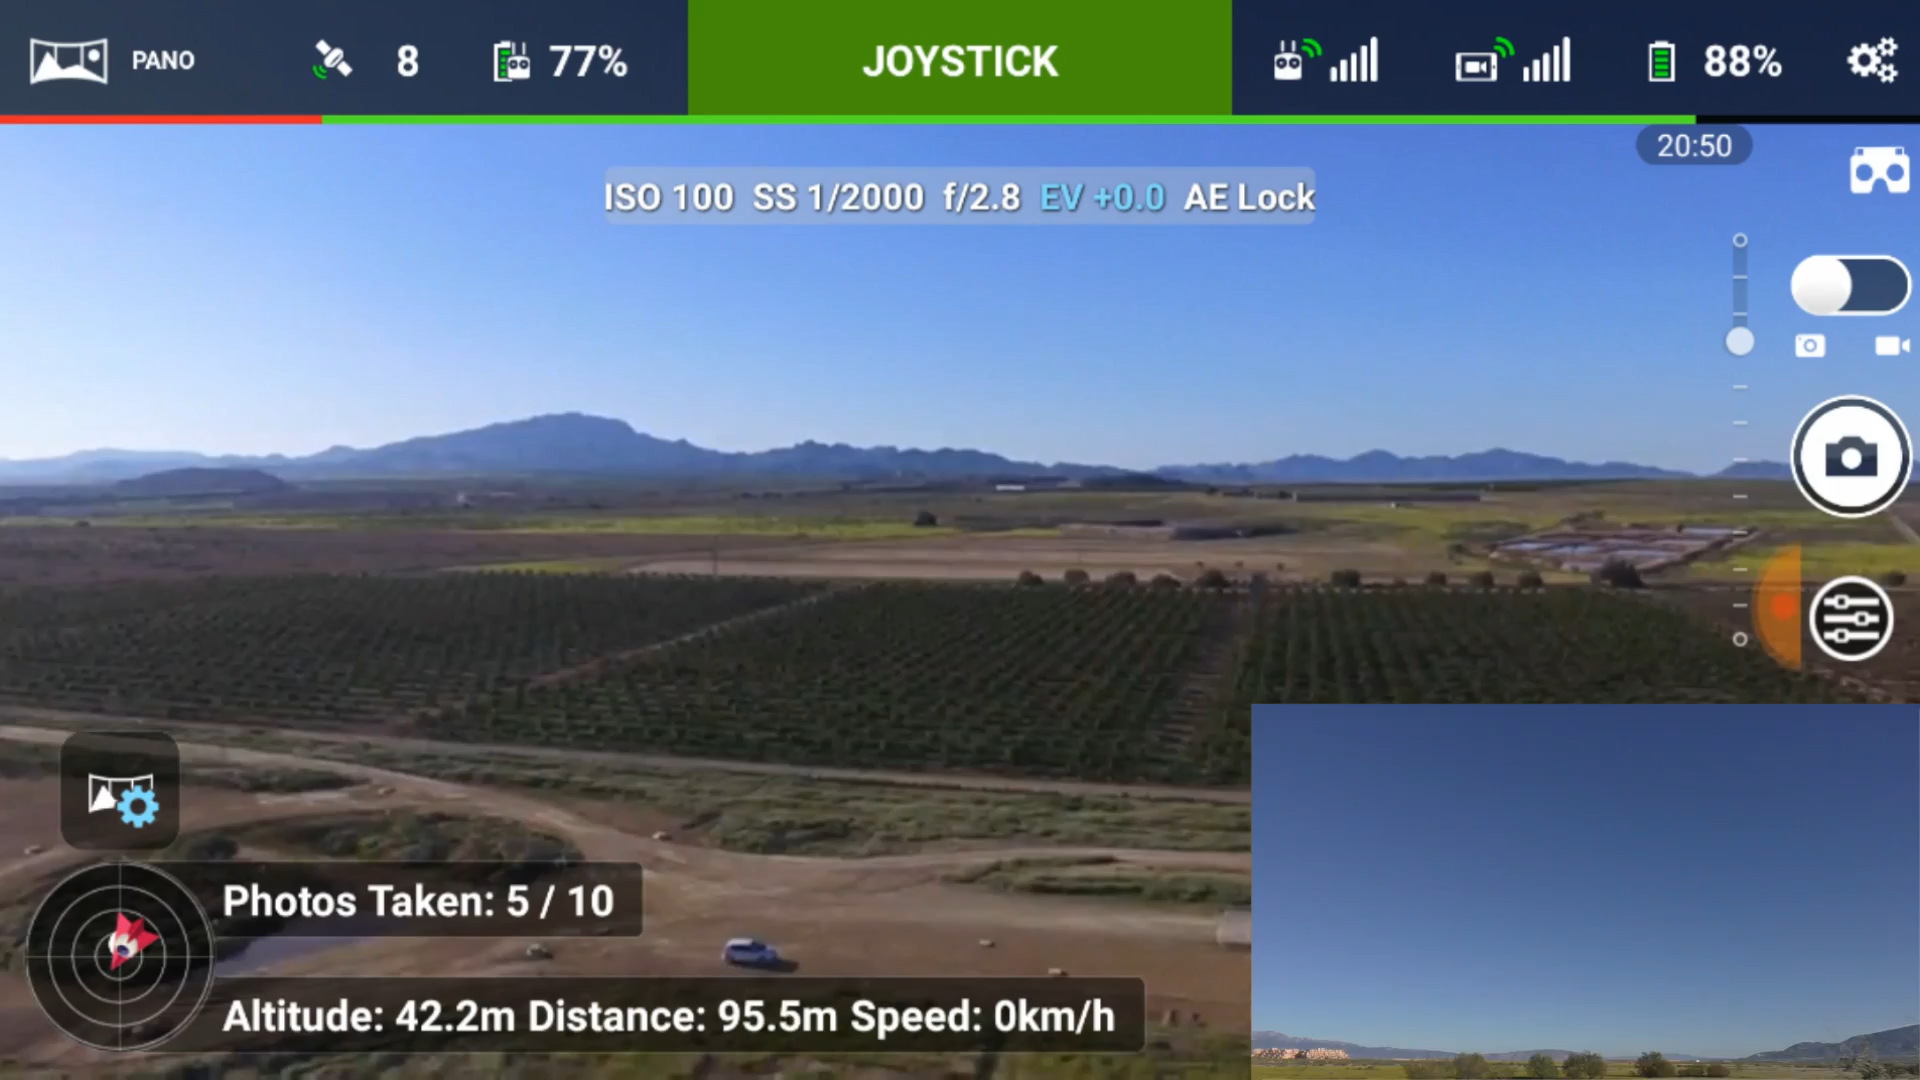 PANO 8 77% JOYSTICK 88%
20:50
ISO 100 SS 1/2000 f/2.8 EV +0.0 AE Lock
Photos Taken: 5 / 10
Altitude: 42.2m Distance: 95.5m Speed: 0km/h